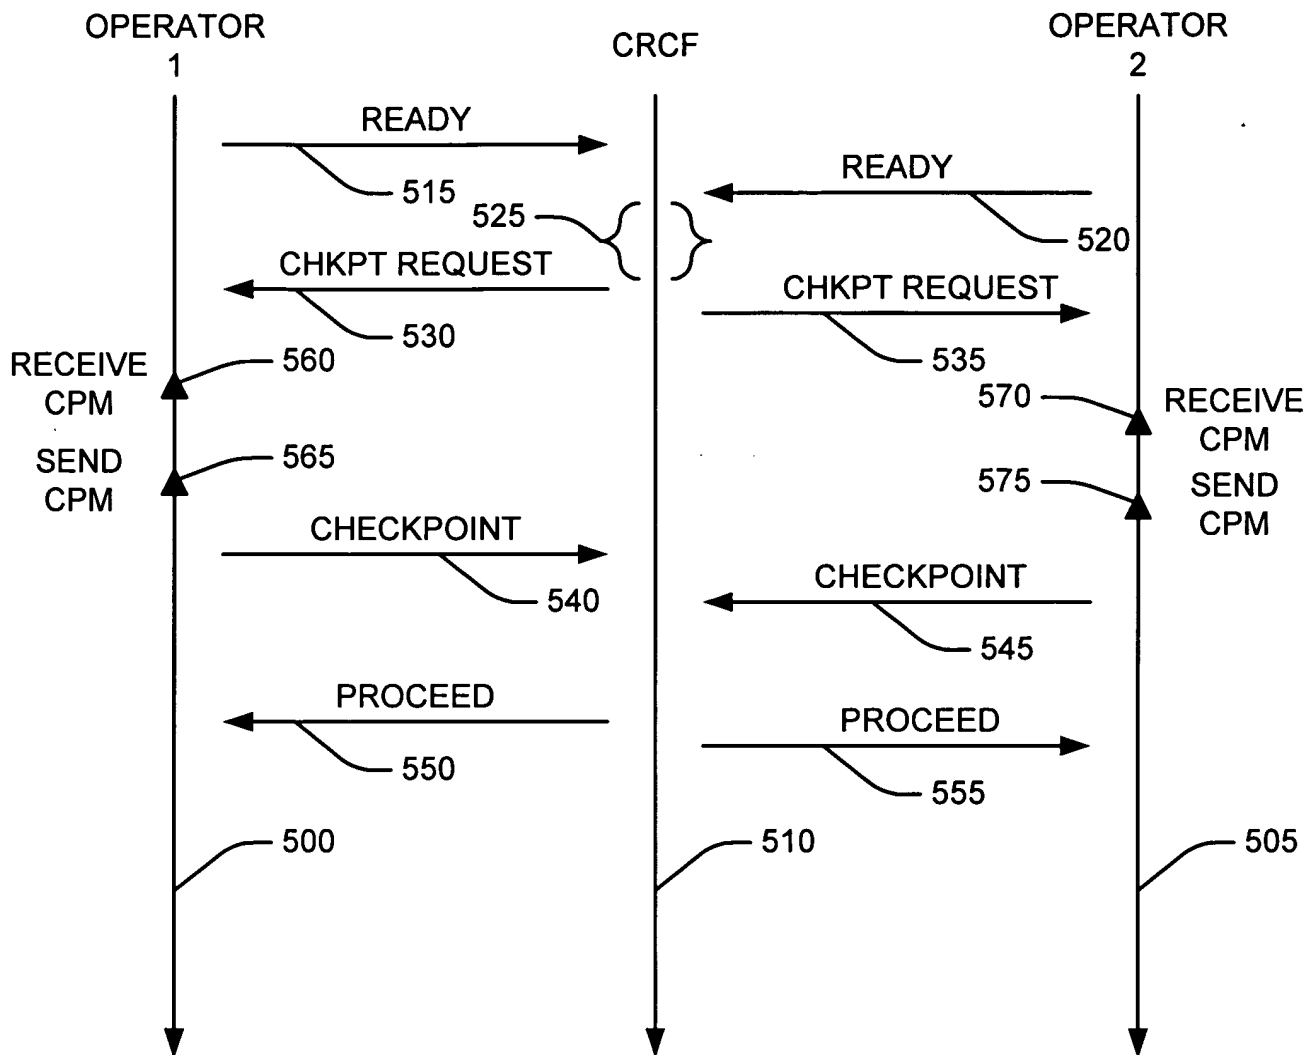 OPERATOR
1
CRCF
OPERATOR
2
READY
515
READY
520
525
CHKPT REQUEST
530
CHKPT REQUEST
535
RECEIVE
CPM
560
570
RECEIVE
CPM
SEND
CPM
565
575
SEND
CPM
CHECKPOINT
540
CHECKPOINT
545
PROCEED
550
PROCEED
555
500
510
505